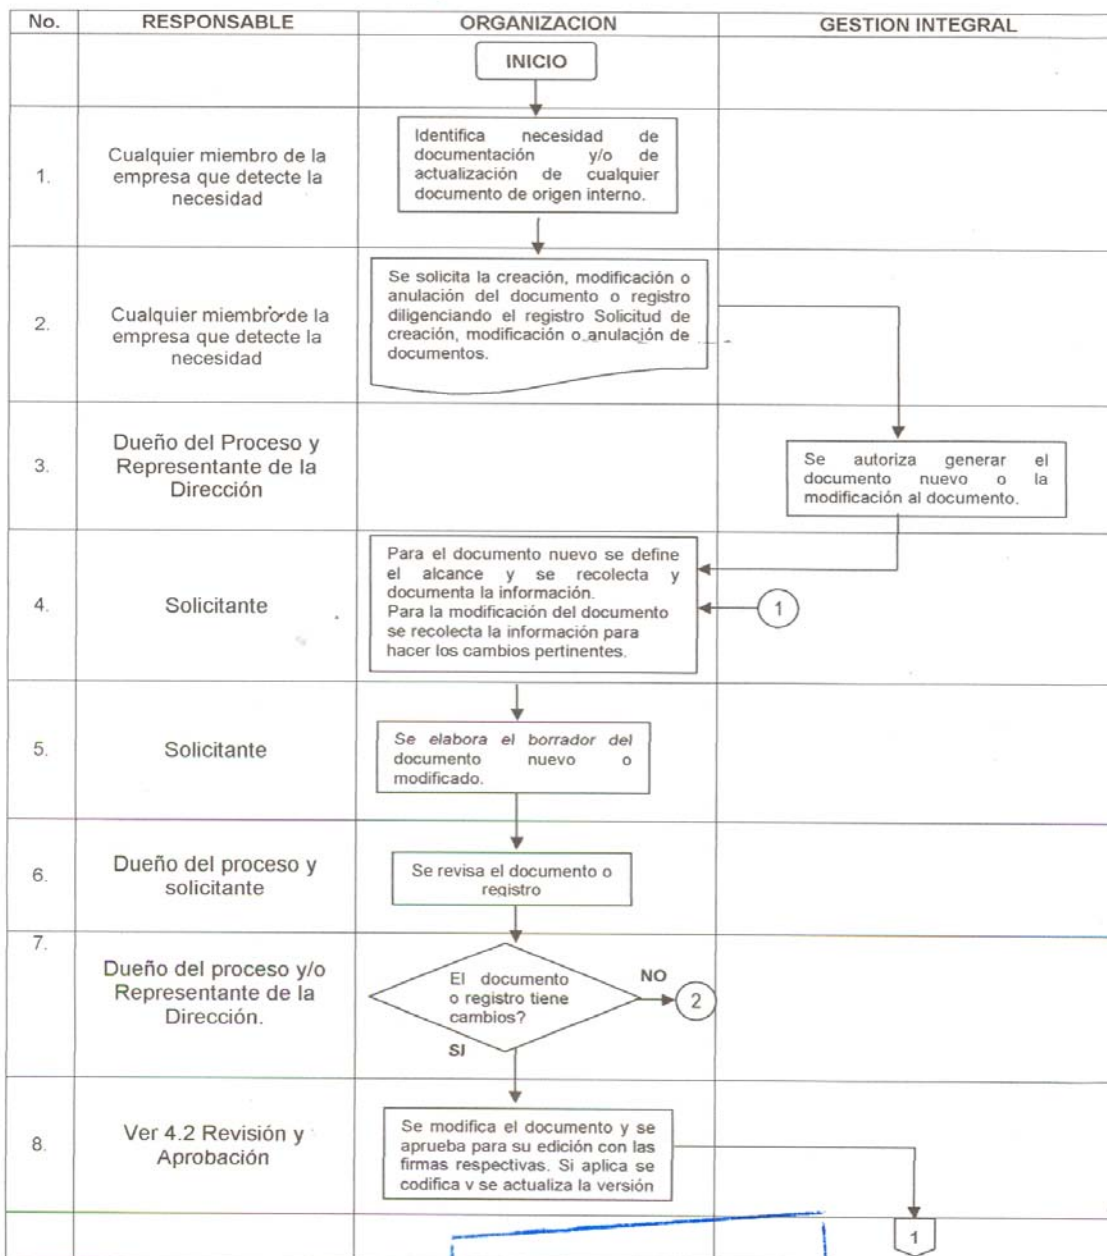 No. RESPONSABLE ORGANIZACION GESTION INTEGRAL
INICIO
1.
Cualquier miembro de la
empresa que detecte la
necesidad
Identifica necesidad de
documentación y/o de
actualización de cualquier
documento de origen interno.
2.
Cualquier miembro de la
empresa que detecte la
necesidad
Se solicita la creación, modificación o
anulación del documento o registro
diligenciando el registro Solicitud de
creación, modificación o anulación de
documentos.
3.
Dueño del Proceso y
Representante de la
Dirección
Se autoriza generar el
documento nuevo o la
modificación al documento.
4.
Solicitante
Para el documento nuevo se define
el alcance y se recolecta y
documenta la información.
Para la modificación del documento
se recolecta la información para
hacer los cambios pertinentes.
1
5.
Solicitante
Se elabora el borrador del
documento nuevo o
modificado.
6.
Dueño del proceso y
solicitante
Se revisa el documento o
registro
7.
Dueño del proceso y/o
Representante de la
Dirección.
El documento
o registro tiene
cambios?
NO
2
SI
8.
Ver 4.2 Revisión y
Aprobación
Se modifica el documento y se
aprueba para su edición con las
firmas respectivas. Si aplica se
codifica y se actualiza la versión
1